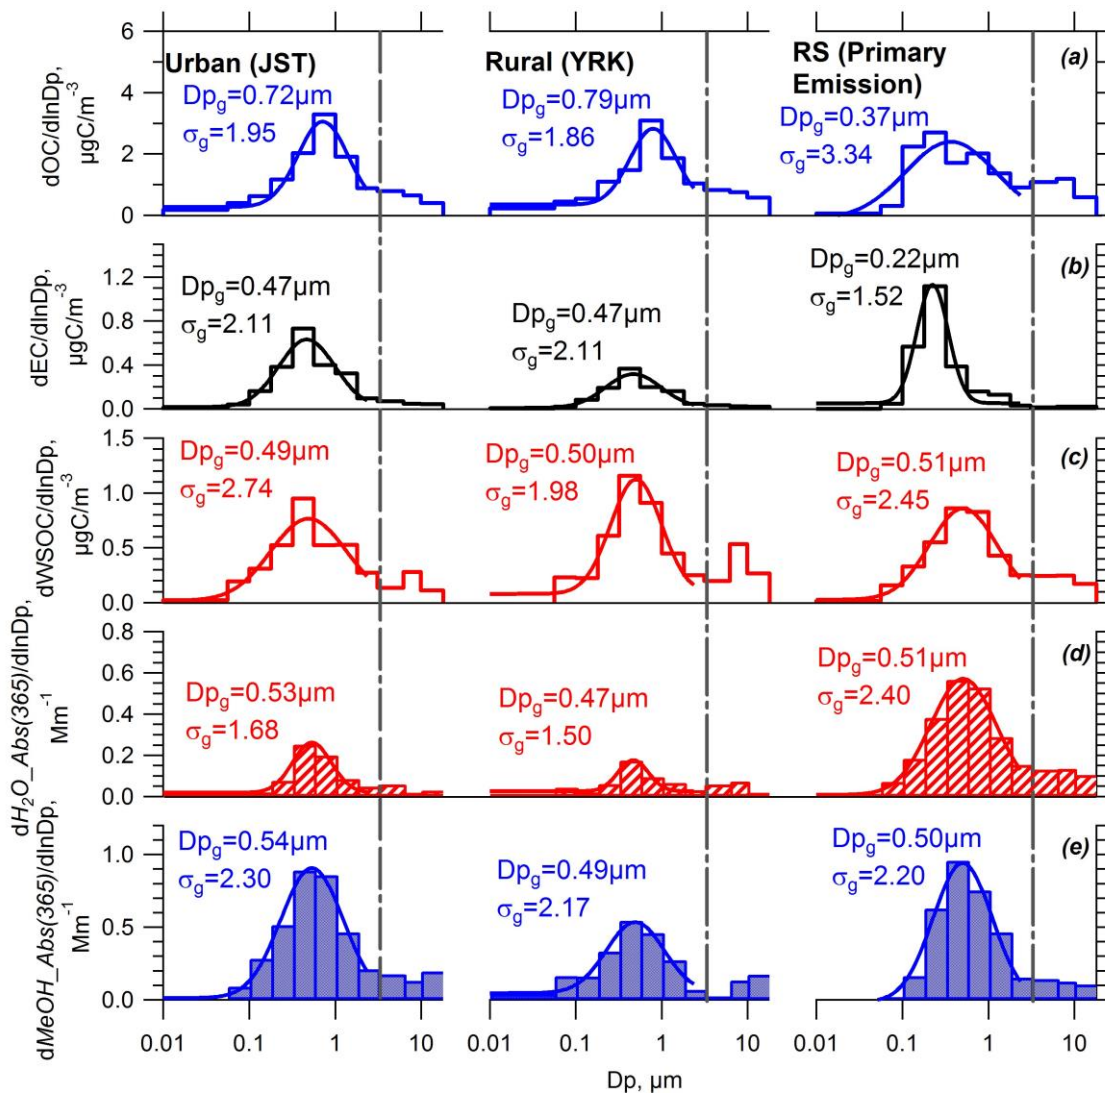 Urban (JST)
Rural (YRK)
RS (Primary
Emission)
(a)
dOC/dlnDp,
µgC/m⁻³
6
4
2
0
Dpg=0.72µm
σg=1.95
Dpg=0.79µm
σg=1.86
Dpg=0.37µm
σg=3.34
(b)
dEC/dlnDp,
µgC/m⁻³
1.2
0.8
0.4
0.0
Dpg=0.47µm
σg=2.11
Dpg=0.47µm
σg=2.11
Dpg=0.22µm
σg=1.52
(c)
dWSOC/dlnDp,
µgC/m⁻³
1.5
1.0
0.5
0.0
Dpg=0.49µm
σg=2.74
Dpg=0.50µm
σg=1.98
Dpg=0.51µm
σg=2.45
(d)
dH₂O_Abs(365)/dlnDp,
Mm⁻¹
0.8
0.6
0.4
0.2
0.0
Dpg=0.53µm
σg=1.68
Dpg=0.47µm
σg=1.50
Dpg=0.51µm
σg=2.40
(e)
dMeOH_Abs(365)/dlnDp,
Mm⁻¹
1.0
0.5
0.0
Dpg=0.54µm
σg=2.30
Dpg=0.49µm
σg=2.17
Dpg=0.50µm
σg=2.20
0.01 0.1 1 10 0.01 0.1 1 10 0.01 0.1 1 10
Dp, µm